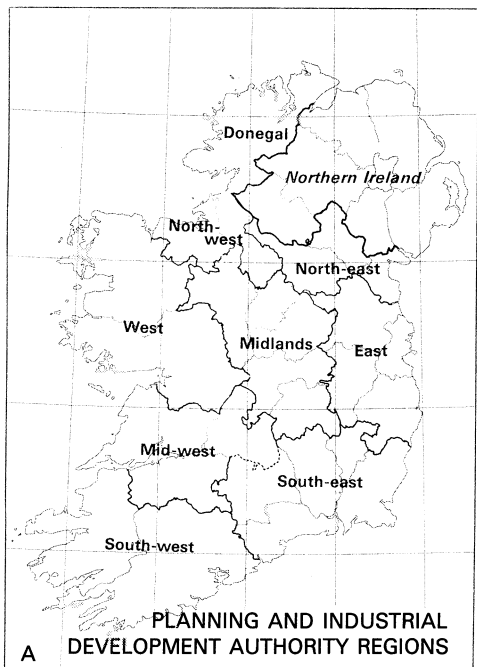 Donegal
Northern Ireland
North-
west
North-east
West
Midlands
East
Mid-west
South-east
South-west
PLANNING AND INDUSTRIAL
A DEVELOPMENT AUTHORITY REGIONS